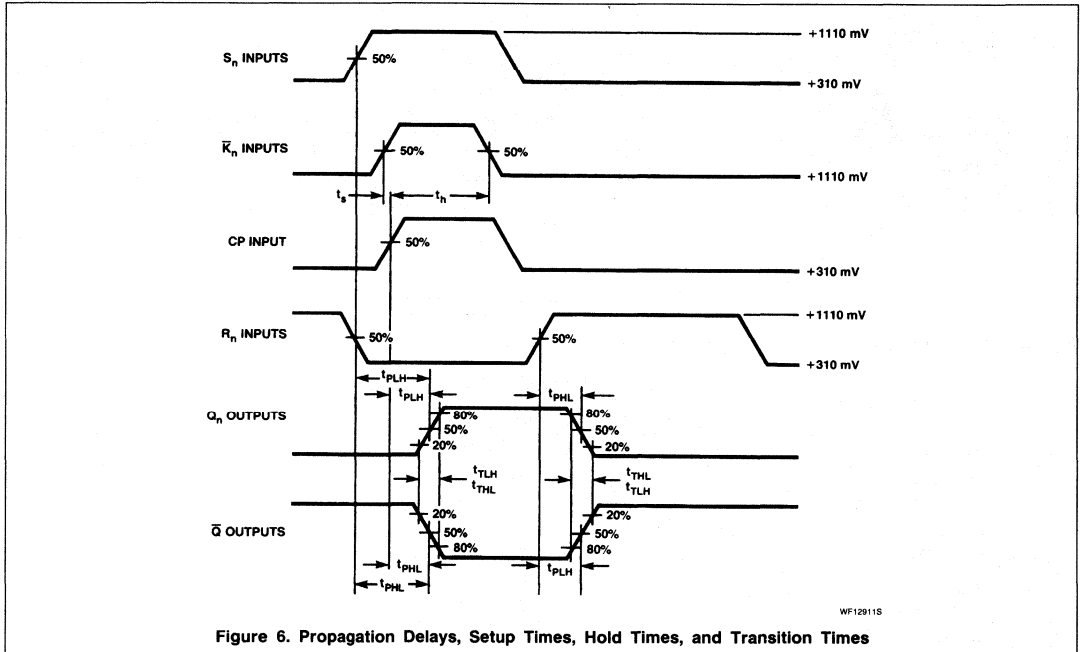 +1110 mV
Sn INPUTS
50%
+310 mV
K̅n INPUTS
50%
50%
+1110 mV
ts
th
CP INPUT
50%
+310 mV
+1110 mV
Rn INPUTS
50%
50%
+310 mV
tPLH
tPLH
tPHL
Qn OUTPUTS
80%
50%
20%
80%
50%
20%
tTLH
tTHL
tTHL
tTLH
Q̅ OUTPUTS
20%
50%
80%
20%
50%
80%
tPHL
tPLH
tPHL
WF12911S
Figure 6. Propagation Delays, Setup Times, Hold Times, and Transition Times